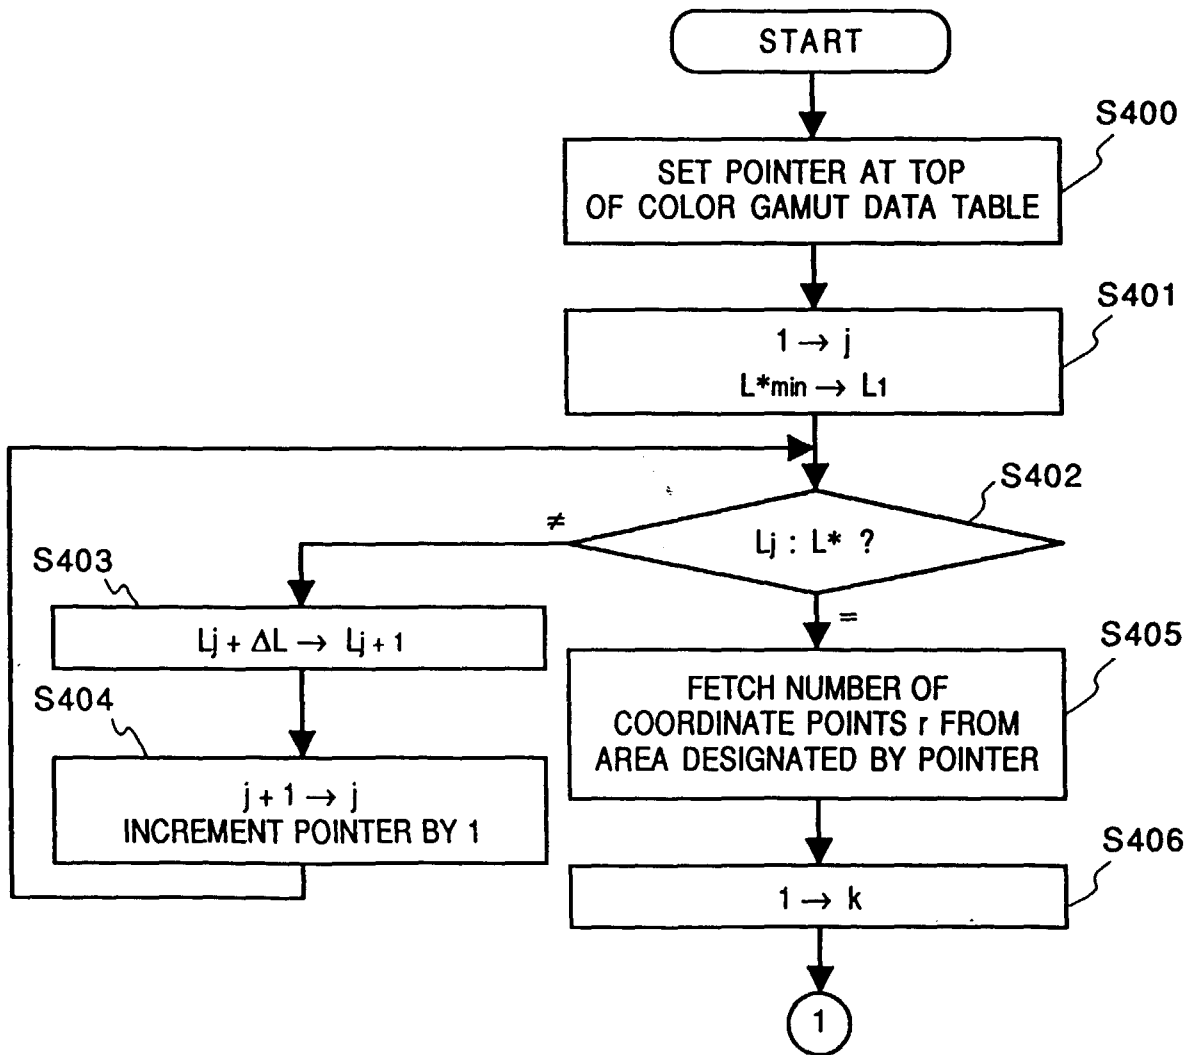 START
S400
SET POINTER AT TOP
OF COLOR GAMUT DATA TABLE
S401
1 → j
L*min → L1
S402
Lj : L* ?
≠
=
S403
Lj + ΔL → Lj + 1
S404
j + 1 → j
INCREMENT POINTER BY 1
S405
FETCH NUMBER OF
COORDINATE POINTS r FROM
AREA DESIGNATED BY POINTER
S406
1 → k
1